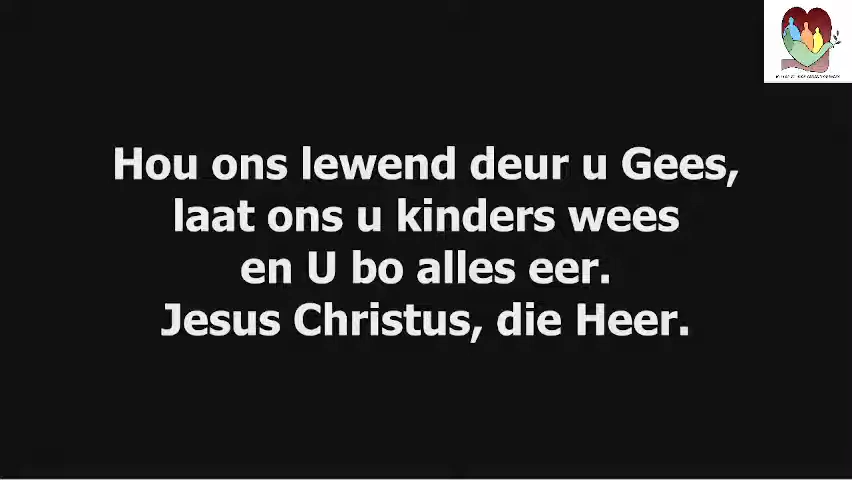 Hou ons lewend deur u Gees,
laat ons u kinders wees
en U bo alles eer.
Jesus Christus, die Heer.